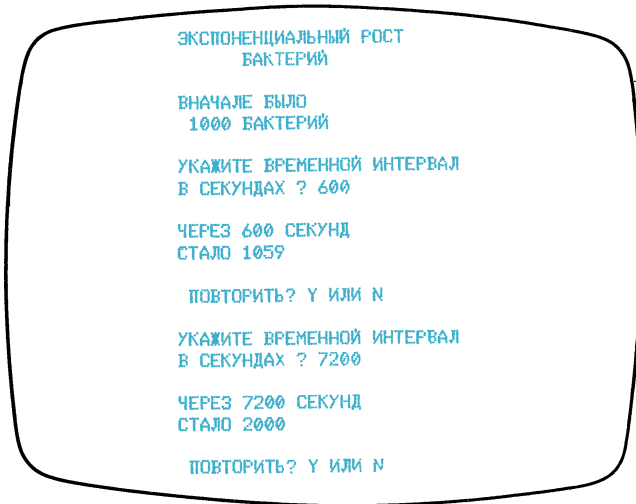 ЭКСПОНЕНЦИАЛЬНЫЙ РОСТ
БАКТЕРИЙ
ВНАЧАЛЕ БЫЛО
1000 БАКТЕРИЙ
УКАЖИТЕ ВРЕМЕННОЙ ИНТЕРВАЛ
В СЕКУНДАХ ? 600
ЧЕРЕЗ 600 СЕКУНД
СТАЛО 1059
ПОВТОРИТЬ? Y ИЛИ N
УКАЖИТЕ ВРЕМЕННОЙ ИНТЕРВАЛ
В СЕКУНДАХ ? 7200
ЧЕРЕЗ 7200 СЕКУНД
СТАЛО 2000
ПОВТОРИТЬ? Y ИЛИ N